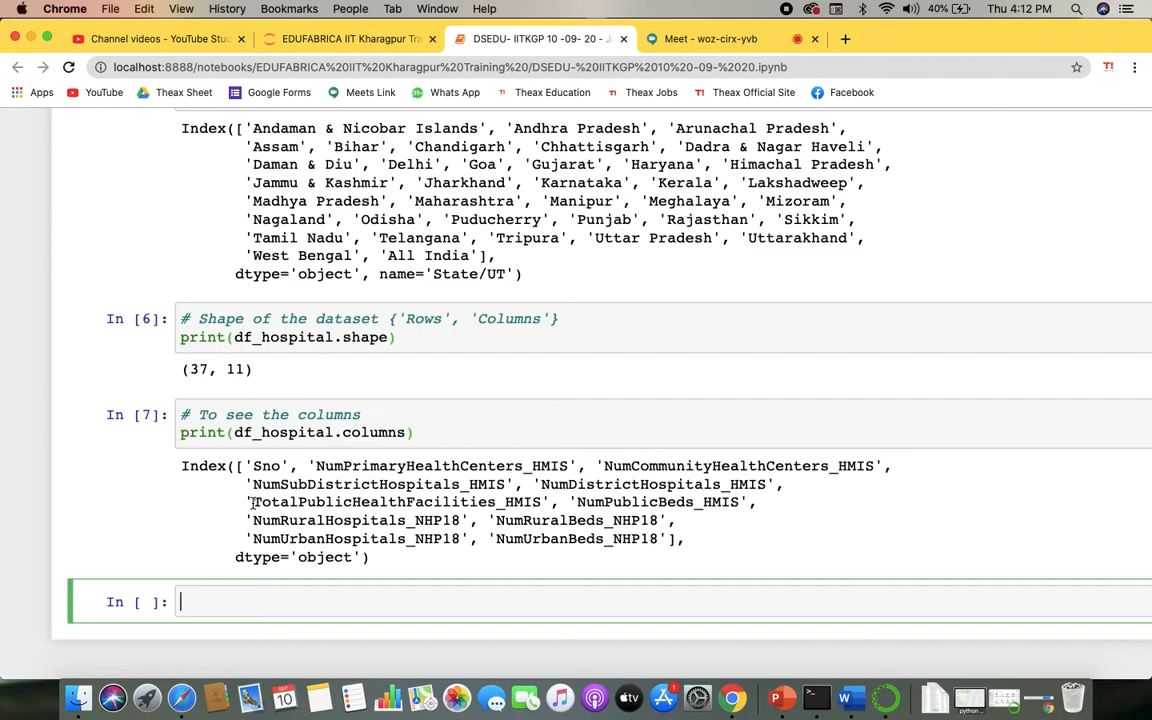 Chrome File Edit View History Bookmarks People Tab Window Help 40% Thu 4:12 PM
Channel videos - YouTube Stu EDUFABRICA IIT Kharagpur Tra DSEDU- IITKGP 10 -09- 20 - Je Meet - woz-cirx-yvb
localhost:8888/notebooks/EDUFABRICA%20IIT%20Kharagpur%20Training%20/DSEDU-%20IITKGP%2010%20-09-%2020.ipynb
Apps YouTube Theax Sheet Google Forms Meets Link Whats App Theax Education Theax Jobs Theax Official Site Facebook
Index(['Andaman & Nicobar Islands', 'Andhra Pradesh', 'Arunachal Pradesh',
'Assam', 'Bihar', 'Chandigarh', 'Chhattisgarh', 'Dadra & Nagar Haveli',
'Daman & Diu', 'Delhi', 'Goa', 'Gujarat', 'Haryana', 'Himachal Pradesh',
'Jammu & Kashmir', 'Jharkhand', 'Karnataka', 'Kerala', 'Lakshadweep',
'Madhya Pradesh', 'Maharashtra', 'Manipur', 'Meghalaya', 'Mizoram',
'Nagaland', 'Odisha', 'Puducherry', 'Punjab', 'Rajasthan', 'Sikkim',
'Tamil Nadu', 'Telangana', 'Tripura', 'Uttar Pradesh', 'Uttarakhand',
'West Bengal', 'All India'],
dtype='object', name='State/UT')
In [6]: # Shape of the dataset {'Rows', 'Columns'}
print(df_hospital.shape)
(37, 11)
In [7]: # To see the columns
print(df_hospital.columns)
Index(['Sno', 'NumPrimaryHealthCenters_HMIS', 'NumCommunityHealthCenters_HMIS',
'NumSubDistrictHospitals_HMIS', 'NumDistrictHospitals_HMIS',
'TotalPublicHealthFacilities_HMIS', 'NumPublicBeds_HMIS',
'NumRuralHospitals_NHP18', 'NumRuralBeds_NHP18',
'NumUrbanHospitals_NHP18', 'NumUrbanBeds_NHP18'],
dtype='object')
In [ ]: